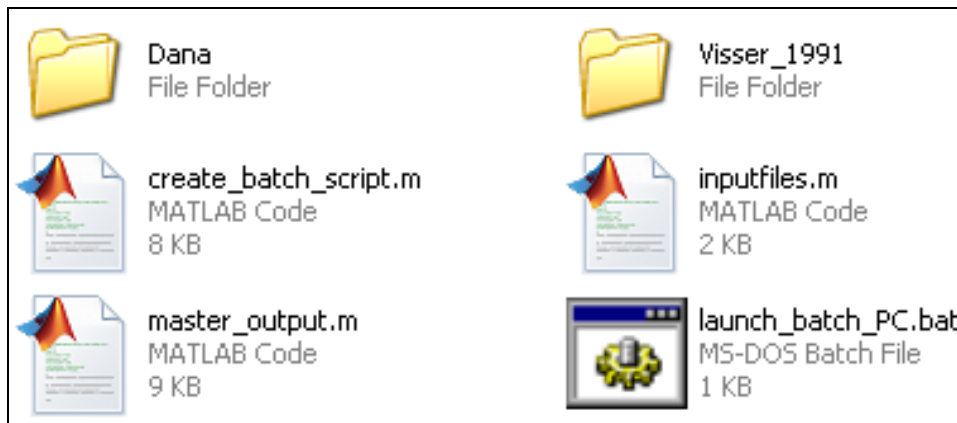 Dana
File Folder
Visser_1991
File Folder
create_batch_script.m
MATLAB Code
8 KB
inputfiles.m
MATLAB Code
2 KB
master_output.m
MATLAB Code
9 KB
launch_batch_PC.bat
MS-DOS Batch File
1 KB